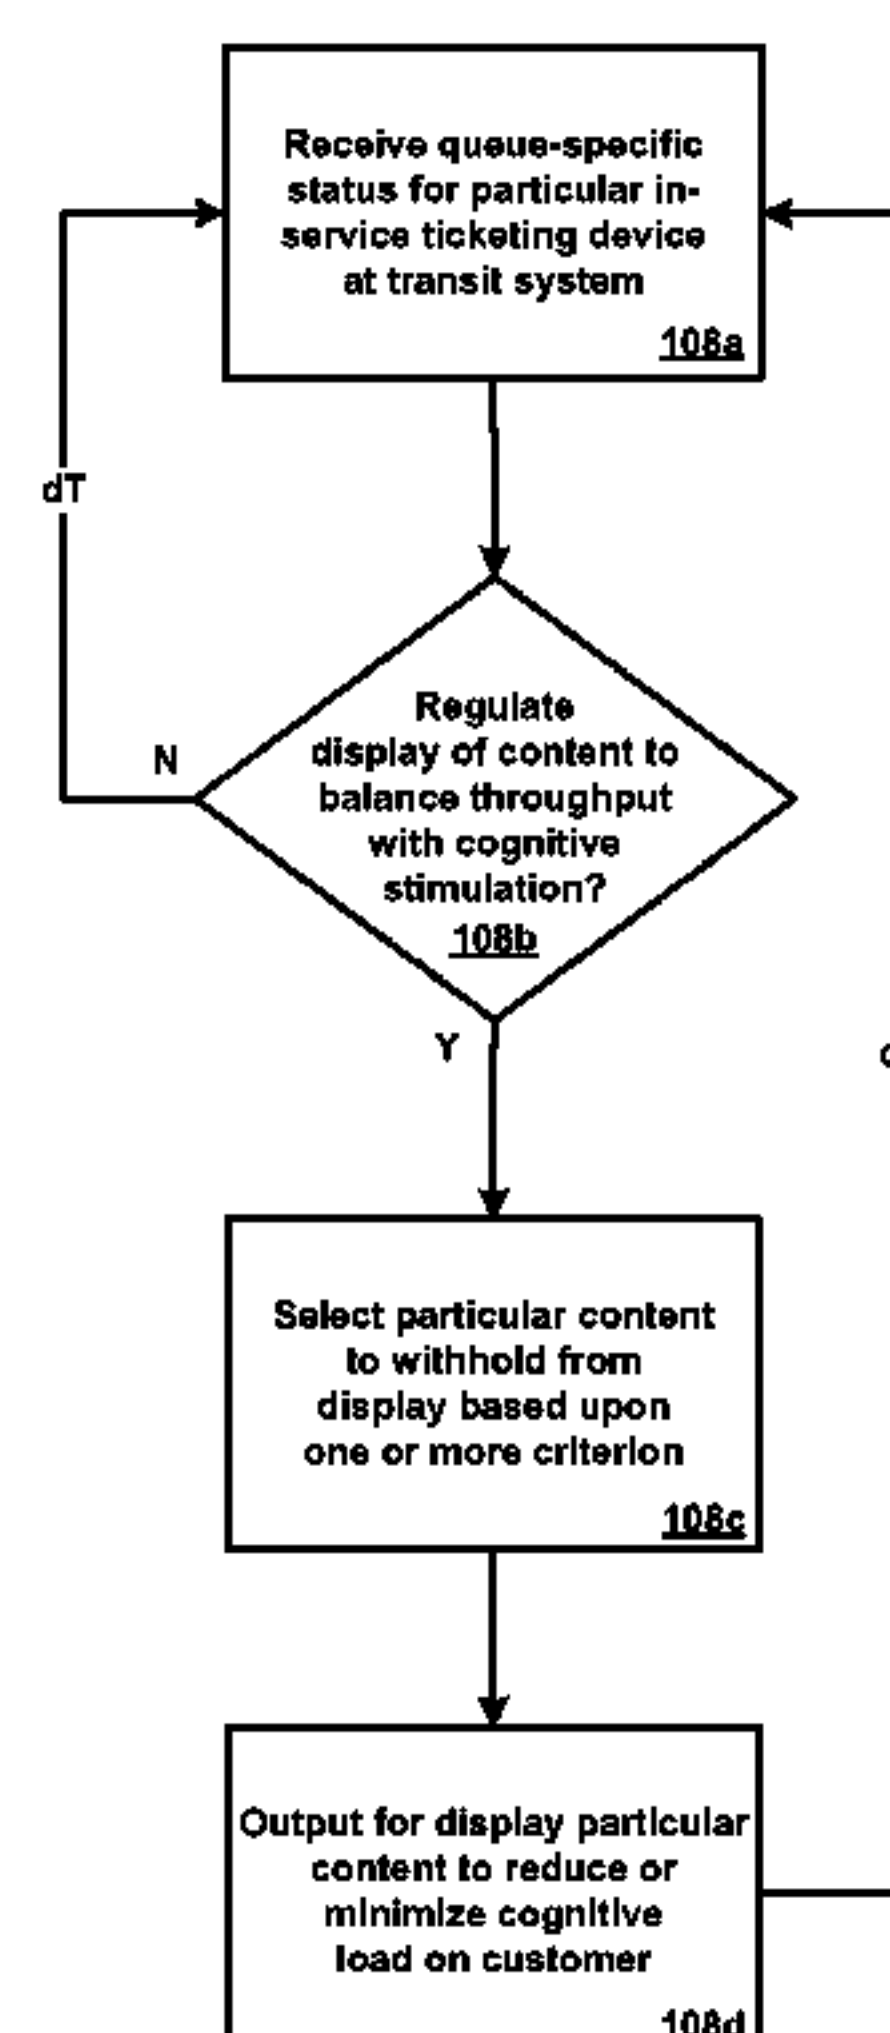 Receive queue-specific
status for particular in-
service ticketing device
at transit system
108a
dT
N
Regulate
display of content to
balance throughput
with cognitive
stimulation?
108b
Y
Select particular content
to withhold from
display based upon
one or more criterion
108c
Output for display particular
content to reduce or
minimize cognitive
load on customer
108d